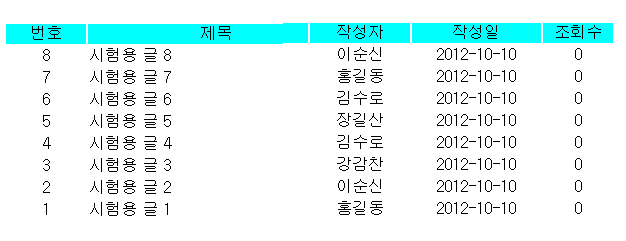 번호 제목 작성자 작성일 조회수
8 시험용 글 8 이순신 2012-10-10 0
7 시험용 글 7 홍길동 2012-10-10 0
6 시험용 글 6 김수로 2012-10-10 0
5 시험용 글 5 장길산 2012-10-10 0
4 시험용 글 4 김수로 2012-10-10 0
3 시험용 글 3 강감찬 2012-10-10 0
2 시험용 글 2 이순신 2012-10-10 0
1 시험용 글 1 홍길동 2012-10-10 0